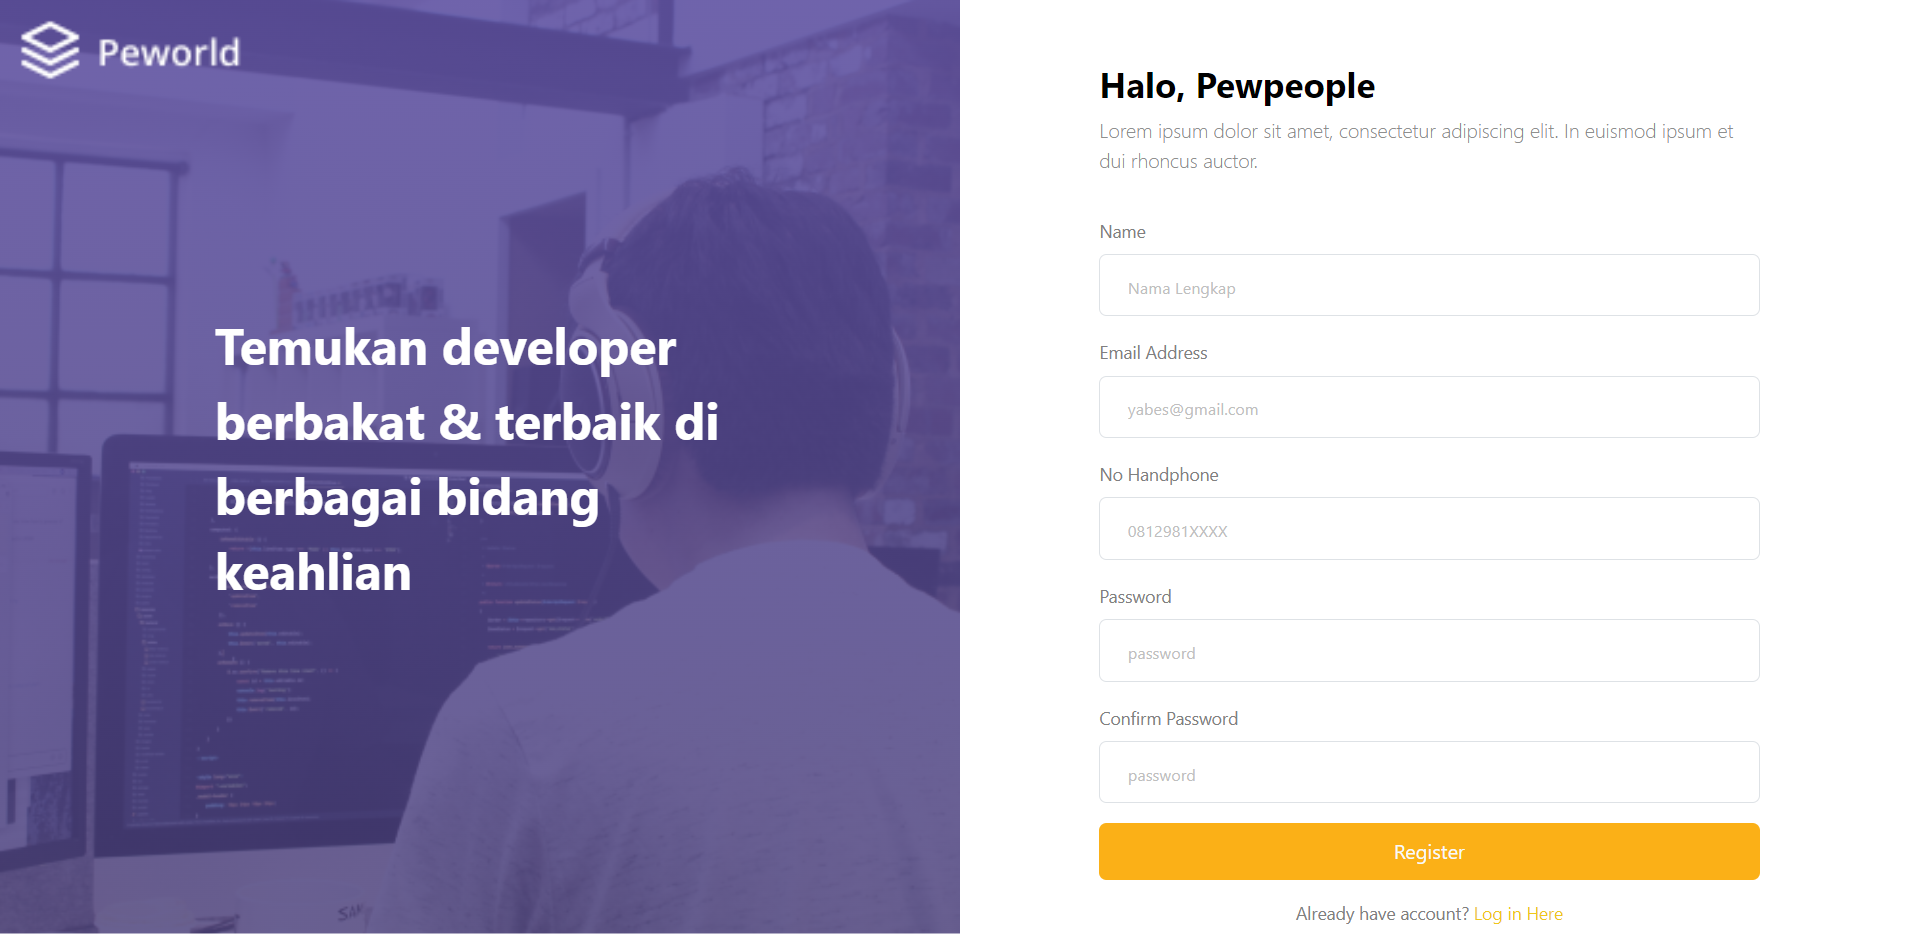 Peworld
Temukan developer
berbakat & terbaik di
berbagai bidang
keahlian
Halo, Pewpeople
Lorem ipsum dolor sit amet, consectetur adipiscing elit. In euismod ipsum et
dui rhoncus auctor.
Name
Nama Lengkap
Email Address
yabes@gmail.com
No Handphone
0812981XXXX
Password
password
Confirm Password
password
Register
Already have account? Log in Here